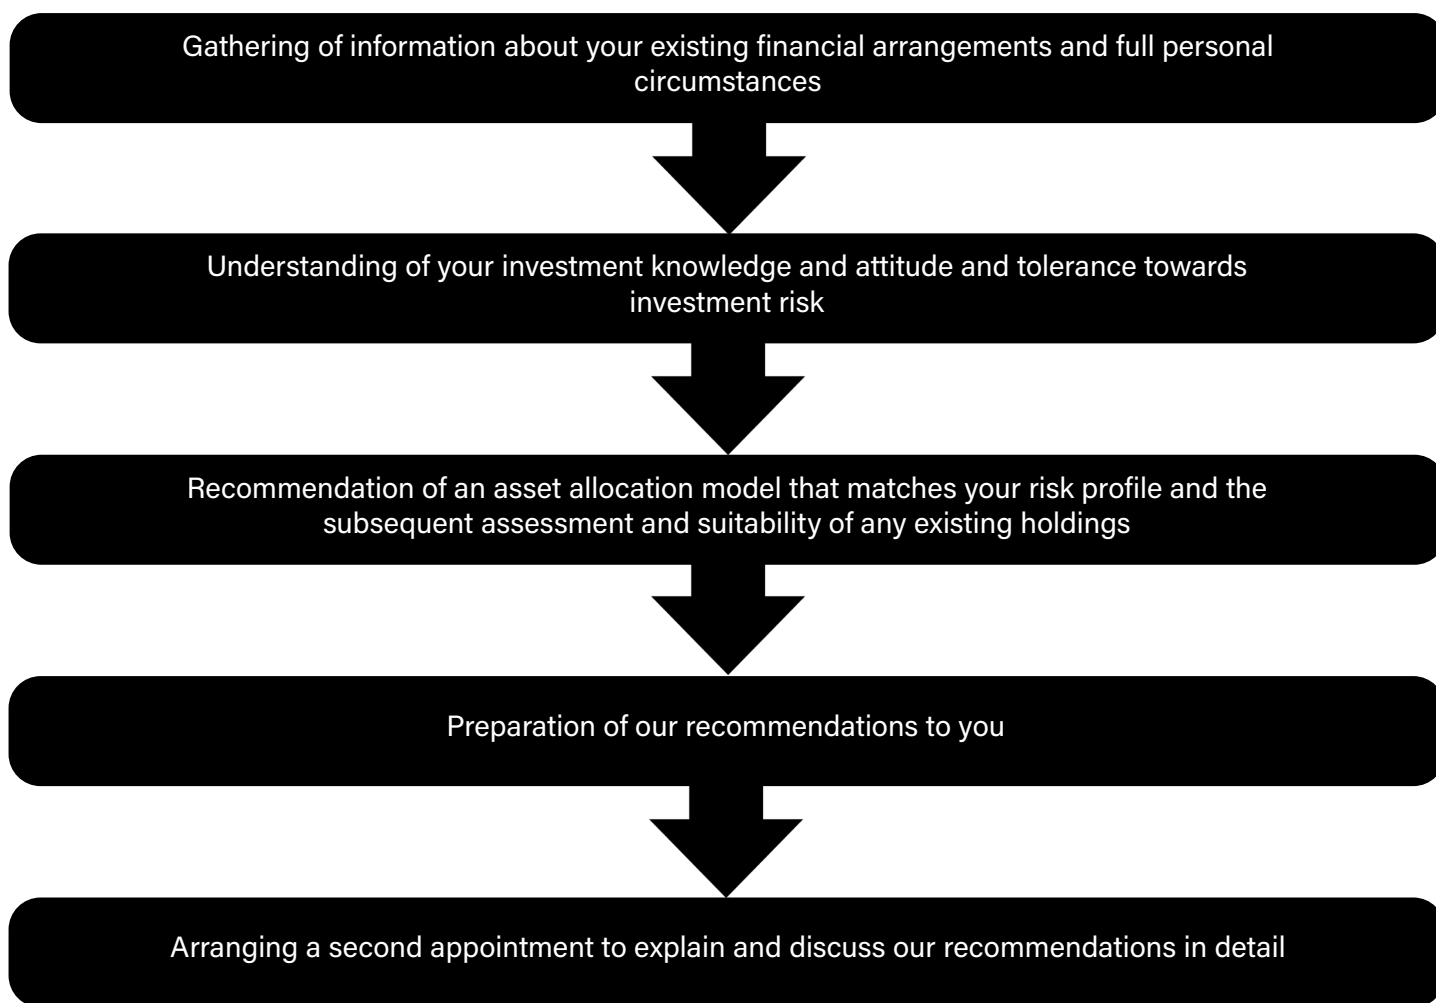 Gathering of information about your existing financial arrangements and full personal
circumstances
Understanding of your investment knowledge and attitude and tolerance towards
investment risk
Recommendation of an asset allocation model that matches your risk profile and the
subsequent assessment and suitability of any existing holdings
Preparation of our recommendations to you
Arranging a second appointment to explain and discuss our recommendations in detail